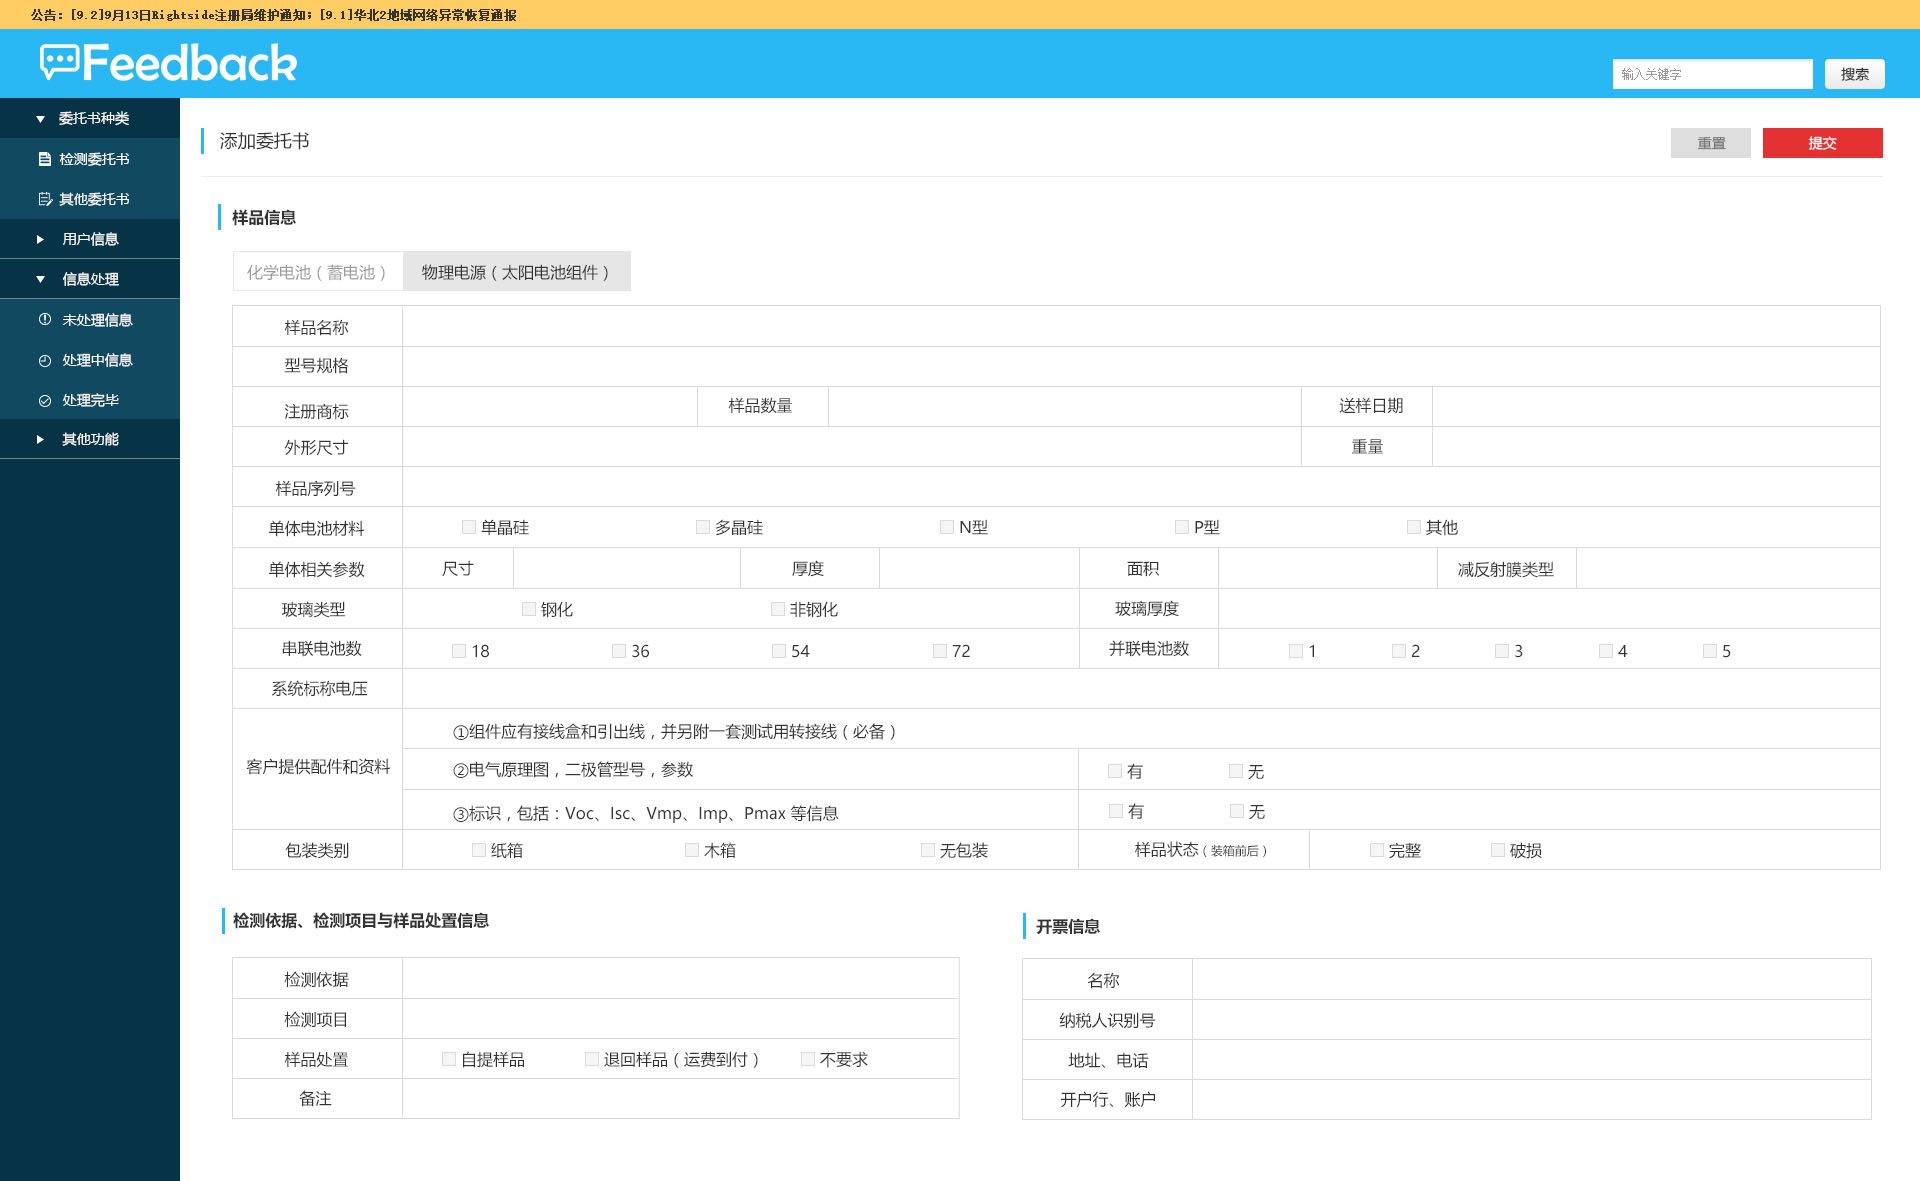 公告：[9.2]9月13日Rightside注册局维护通知；[9.1]华北2地域网络异常恢复通报
Feedback
输入关键字
搜索
委托书种类
检测委托书
其他委托书
用户信息
信息处理
未处理信息
处理中信息
处理完毕
其他功能
添加委托书
重置
提交
样品信息
化学电池（蓄电池）
物理电源（太阳电池组件）
样品名称
型号规格
注册商标 样品数量 送样日期
外形尺寸 重量
样品序列号
单体电池材料 单晶硅 多晶硅 N型 P型 其他
单体相关参数 尺寸 厚度 面积 减反射膜类型
玻璃类型 钢化 非钢化 玻璃厚度
串联电池数 18 36 54 72 并联电池数 1 2 3 4 5
系统标称电压
客户提供配件和资料
①组件应有接线盒和引出线，并另附一套测试用转接线（必备）
②电气原理图，二极管型号，参数 有 无
③标识，包括：Voc、Isc、Vmp、Imp、Pmax 等信息 有 无
包装类别 纸箱 木箱 无包装 样品状态（装箱前后） 完整 破损
检测依据、检测项目与样品处置信息
检测依据
检测项目
样品处置 自提样品 退回样品（运费到付） 不要求
备注
开票信息
名称
纳税人识别号
地址、电话
开户行、账户